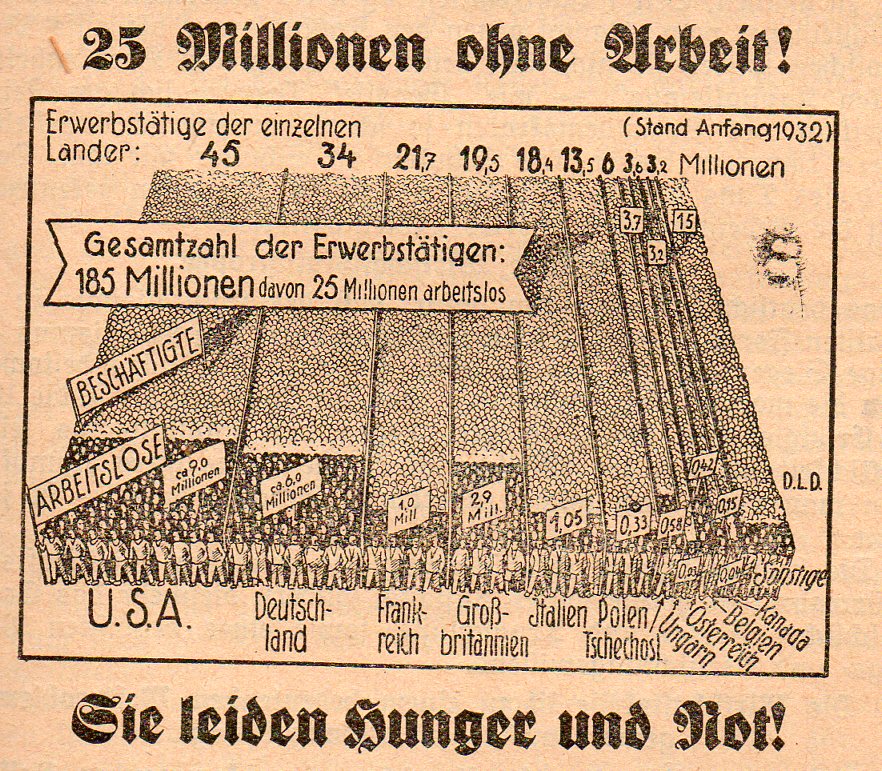 25 Millionen ohne Arbeit!
Erwerbstätige der einzelnen
(Stand Anfang 1932)
Länder: 45 34 21,7 19,5 18,4 13,5 6 3,6 3,2 Millionen
3,7
15
3,2
Gesamtzahl der Erwerbstätigen:
185 Millionen davon 25 Millionen arbeitslos
BESCHÄFTIGTE
ARBEITSLOSE
ca 9,0
Millionen
ca. 6,0
Millionen
1,0
Mill
2,9
Mill.
1,05
0,33
0,58
0,42
0,15
D.L.D.
0,04
Sonstige
U.S.A.
Deutsch-
land
Frank-
reich
Groß-
britannien
Italien
Polen
Tschechosl.
Ungarn
Österreich
Belgien
Kanada
Sie leiden Hunger und Not!